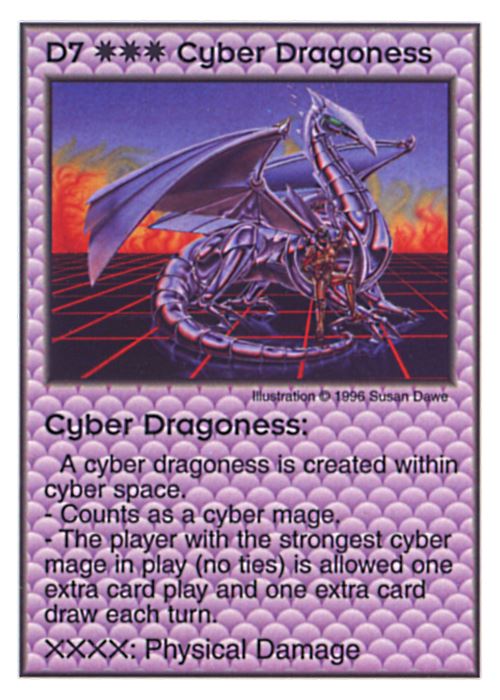 D7 ✷✷✷ Cyber Dragoness
Illustration © 1996 Susan Dawe
Cyber Dragoness:
A cyber dragoness is created within
cyber space.
- Counts as a cyber mage.
- The player with the strongest cyber
mage in play (no ties) is allowed one
extra card play and one extra card
draw each turn.
XXXX: Physical Damage